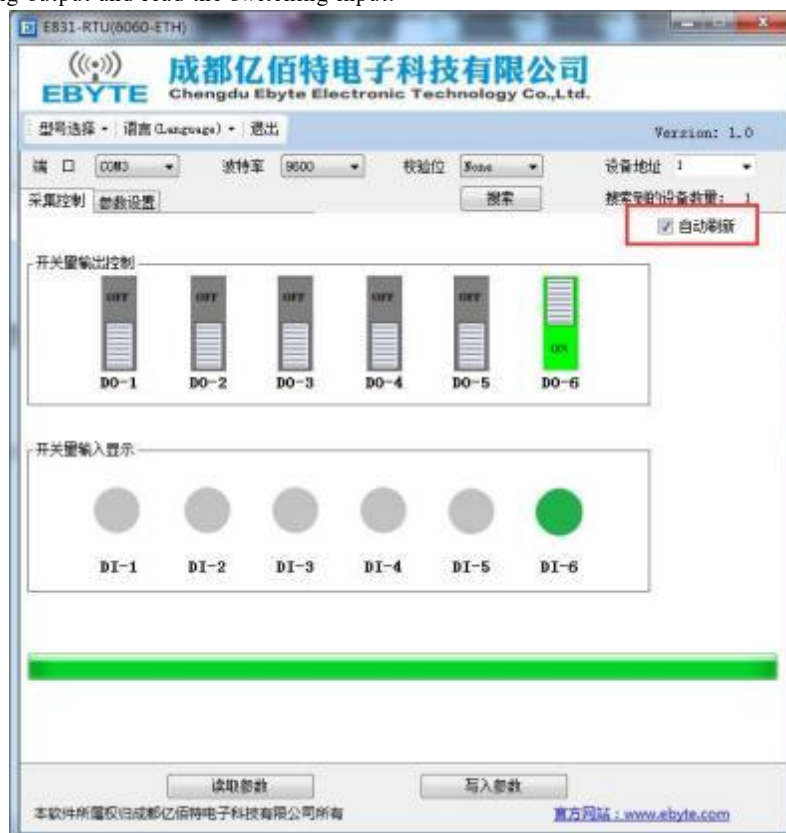 ng output and read the switching input.
E831-RTU(6060-ETH)
EBYTE 成都亿佰特电子科技有限公司
Chengdu Ebyte Electronic Technology Co.,Ltd.
型号选择 语言(Language) 退出
Version: 1.0
端 口 COM3 波特率 9600 校验位 None 设备地址 1
采集控制 参数设置 搜索 搜索到的设备数量: 1
自动刷新
开关量输出控制
OFF OFF OFF OFF OFF
ON
DO-1 DO-2 DO-3 DO-4 DO-5 DO-6
开关量输入显示
DI-1 DI-2 DI-3 DI-4 DI-5 DI-6
读取参数 写入参数
本软件所属权归成都亿佰特电子科技有限公司所有 官方网站：www.ebyte.com